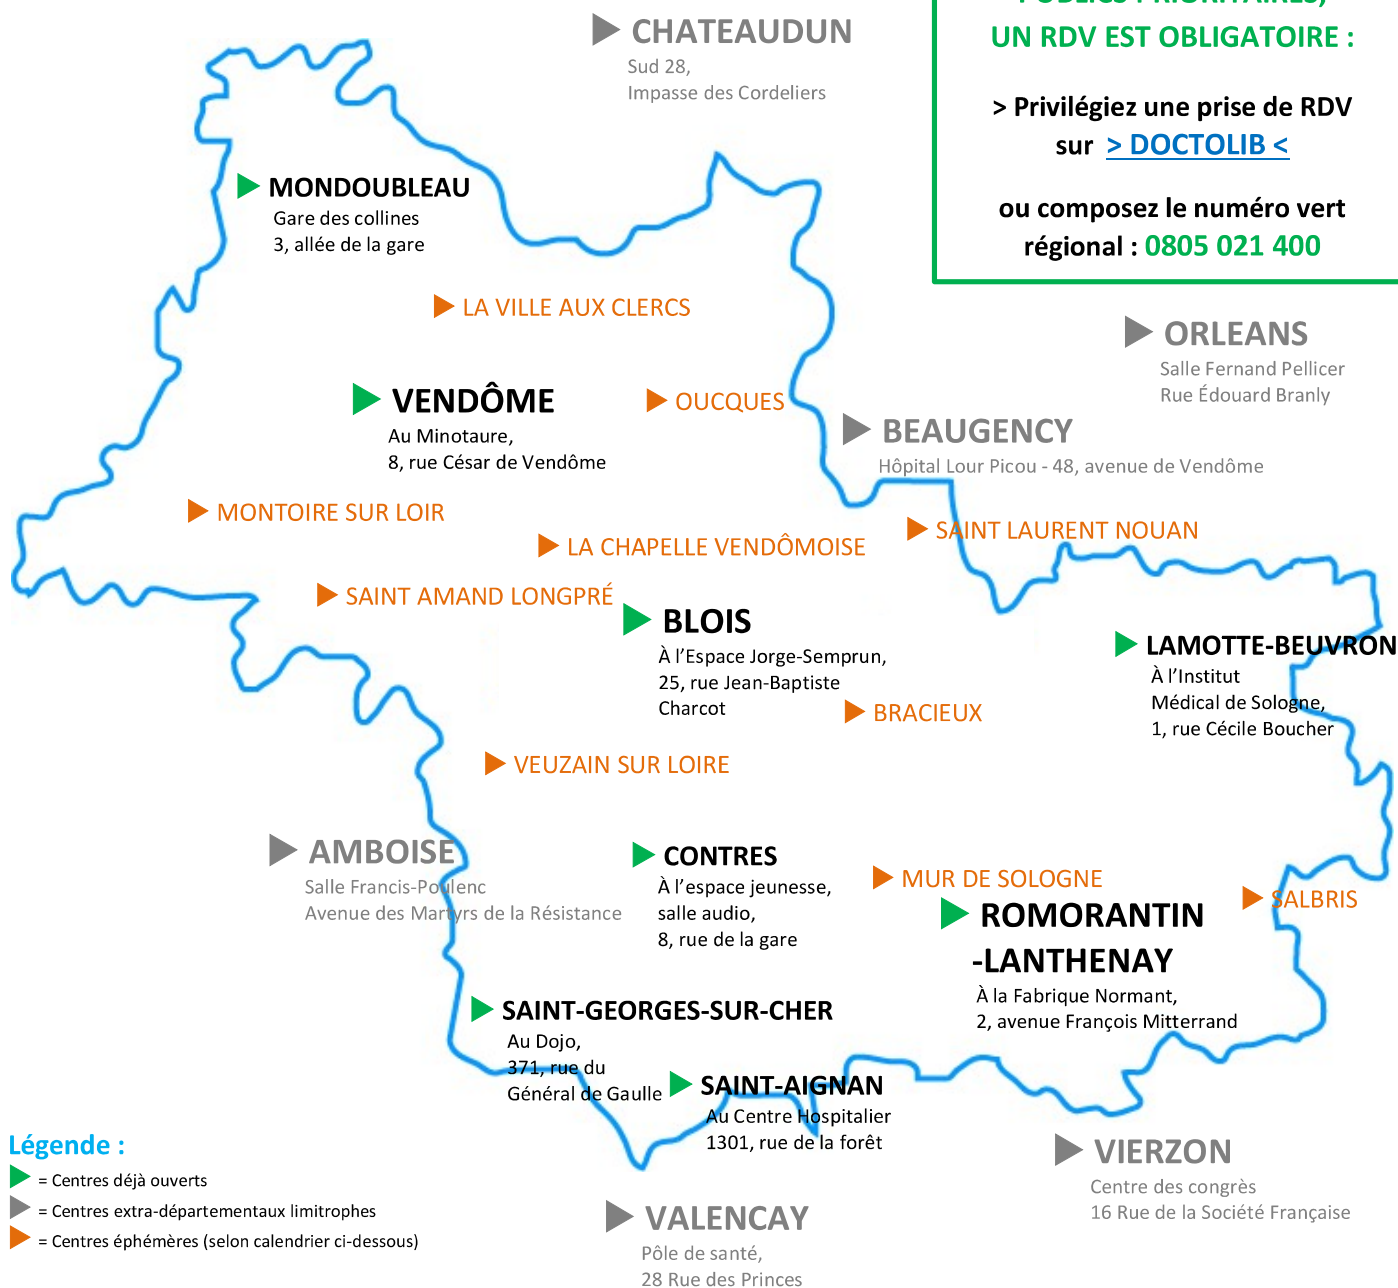 CHATEAUDUN
Sud 28,
Impasse des Cordeliers
PUBLICS PRIORITAIRES,
UN RDV EST OBLIGATOIRE :
> Privilégiez une prise de RDV
sur > DOCTOLIB <
ou composez le numéro vert
régional : 0805 021 400
MONDOUBLEAU
Gare des collines
3, allée de la gare
LA VILLE AUX CLERCS
ORLEANS
Salle Fernand Pellicer
Rue Édouard Branly
VENDÔME
Au Minotaure,
8, rue César de Vendôme
OUCQUES
BEAUGENCY
Hôpital Lour Picou - 48, avenue de Vendôme
MONTOIRE SUR LOIR
LA CHAPELLE VENDÔMOISE
SAINT LAURENT NOUAN
SAINT AMAND LONGPRÉ
BLOIS
À l’Espace Jorge-Semprun,
25, rue Jean-Baptiste
Charcot
LAMOTTE-BEUVRON
À l’Institut
Médical de Sologne,
1, rue Cécile Boucher
BRACIEUX
VEUZAIN SUR LOIRE
AMBOISE
Salle Francis-Poulenc
Avenue des Martyrs de la Résistance
CONTRES
À l’espace jeunesse,
salle audio,
8, rue de la gare
MUR DE SOLOGNE
SALBRIS
ROMORANTIN
-LANTHENAY
À la Fabrique Normant,
2, avenue François Mitterrand
SAINT-GEORGES-SUR-CHER
Au Dojo,
371, rue du
Général de Gaulle
SAINT-AIGNAN
Au Centre Hospitalier
1301, rue de la forêt
Légende :
= Centres déjà ouverts
= Centres extra-départementaux limitrophes
= Centres éphémères (selon calendrier ci-dessous)
VIERZON
Centre des congrès
16 Rue de la Société Française
VALENCAY
Pôle de santé,
28 Rue des Princes